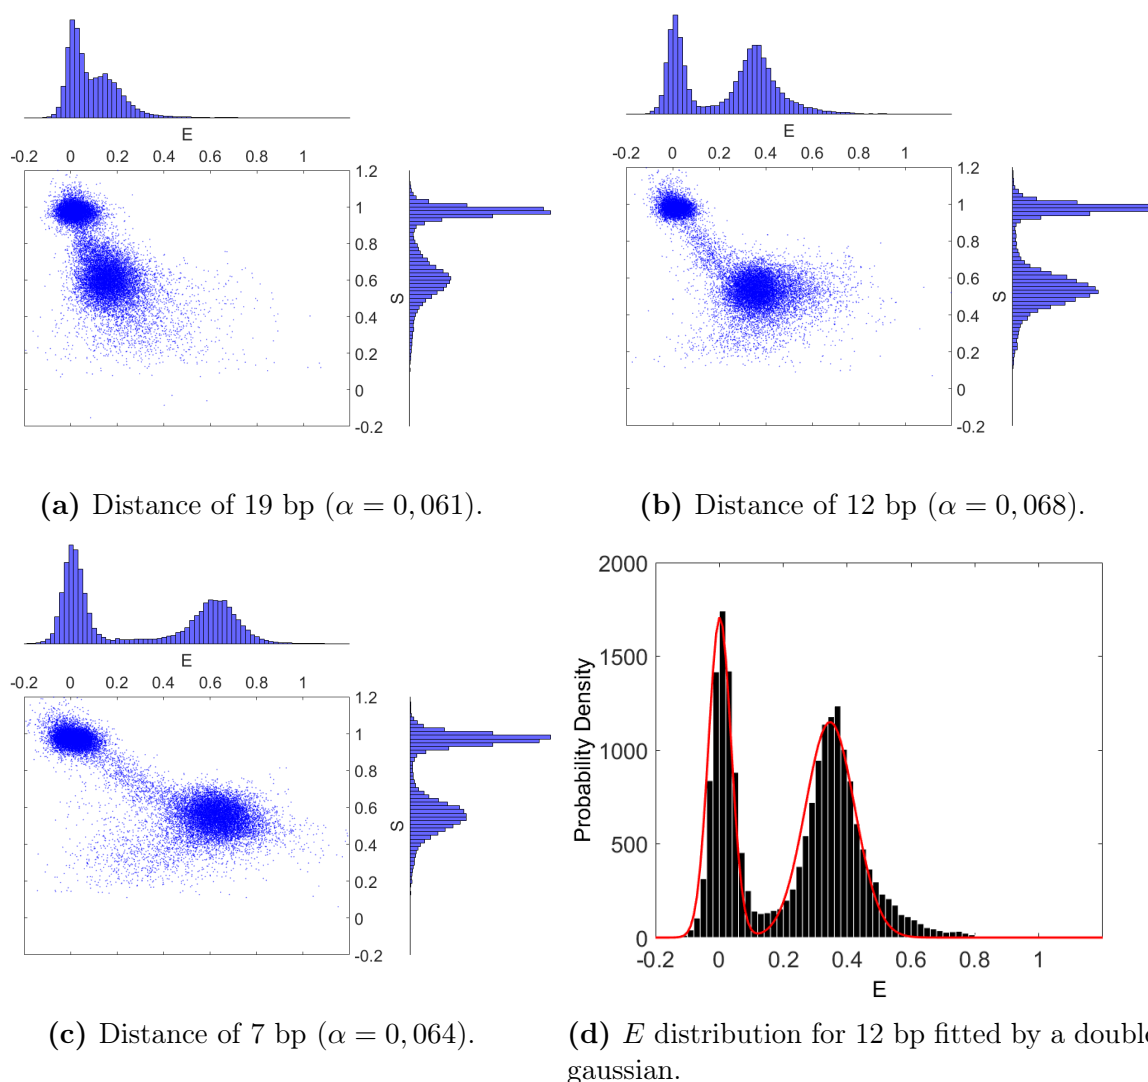 E
-0.2 0 0.2 0.4 0.6 0.8 1
1.2
1
0.8
0.6
S
0.4
0.2
0
-0.2
(a) Distance of 19 bp (α = 0, 061).
E
-0.2 0 0.2 0.4 0.6 0.8 1
1.2
1
0.8
0.6
S
0.4
0.2
0
-0.2
(b) Distance of 12 bp (α = 0, 068).
E
-0.2 0 0.2 0.4 0.6 0.8 1
1.2
1
0.8
0.6
S
0.4
0.2
0
-0.2
(c) Distance of 7 bp (α = 0, 064).
2000
1500
1000
500
0
Probability Density
-0.2 0 0.2 0.4 0.6 0.8 1
E
(d) E distribution for 12 bp fitted by a double
gaussian.